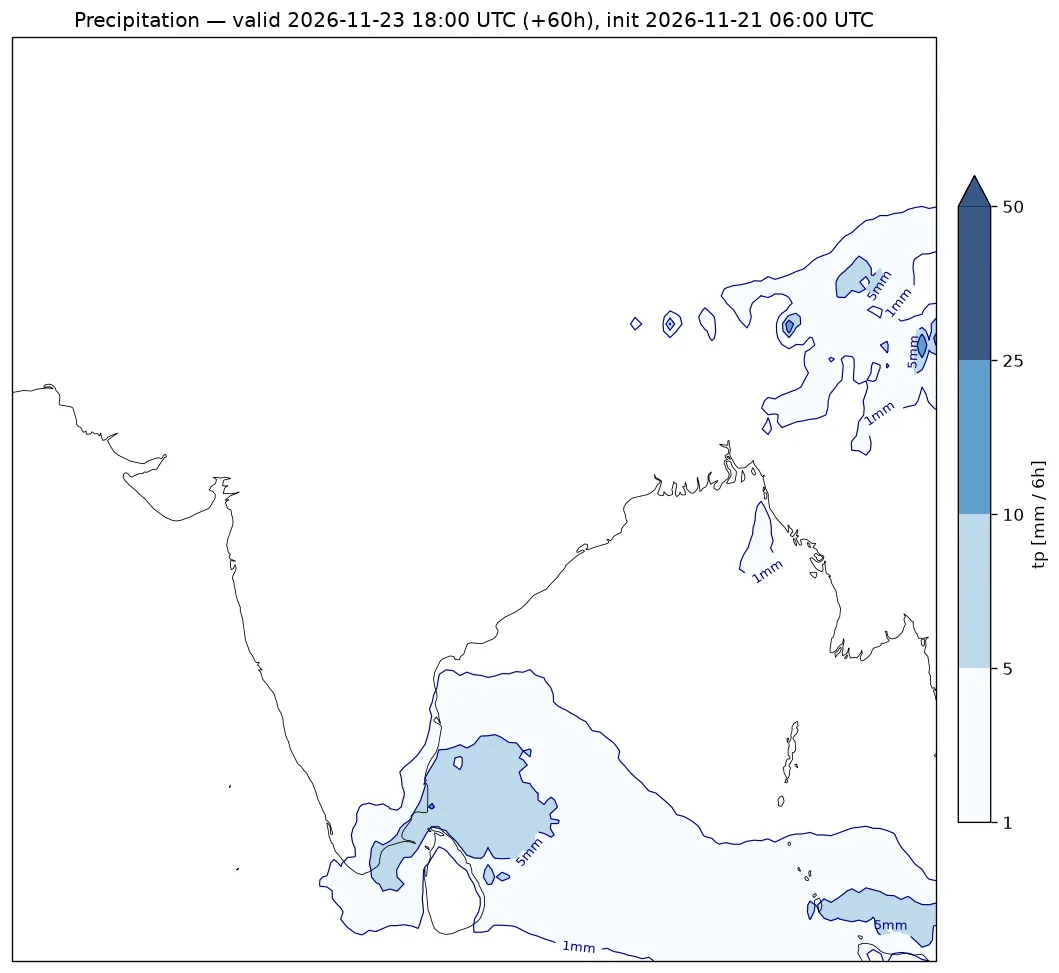 Precipitation — valid 2026-11-23 18:00 UTC (+60h), init 2026-11-21 06:00 UTC
50
5mm
1mm
5mm
25
1mm
10
1mm
5
1
5mm
5mm
1mm
tp [mm / 6h]